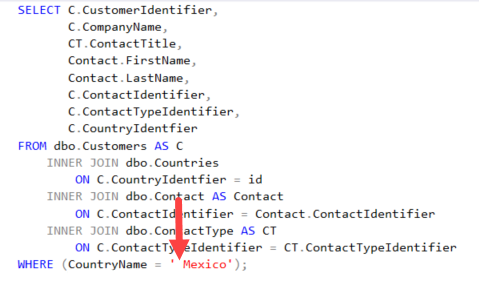 SELECT C.CustomerIdentifier,
C.CompanyName,
CT.ContactTitle,
Contact.FirstName,
Contact.LastName,
C.ContactIdentifier,
C.ContactTypeIdentifier,
C.CountryIdentfier
FROM dbo.Customers AS C
INNER JOIN dbo.Countries
ON C.CountryIdentfier = id
INNER JOIN dbo.Contact AS Contact
ON C.ContactIdentifier = Contact.ContactIdentifier
INNER JOIN dbo.ContactType AS CT
ON C.ContactTypeIdentifier = CT.ContactTypeIdentifier
WHERE (CountryName = ' Mexico');